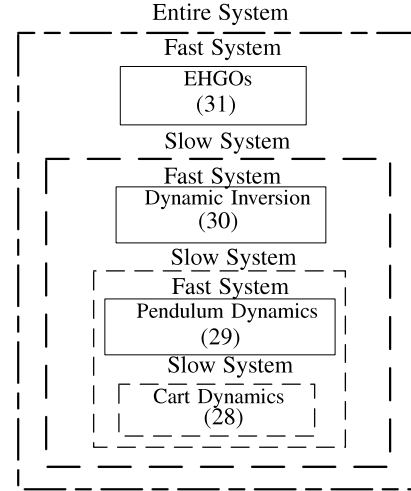 Entire System
Fast System
EHGOs
(31)
Slow System
Fast System
Dynamic Inversion
(30)
Slow System
Fast System
Pendulum Dynamics
(29)
Slow System
Cart Dynamics
(28)